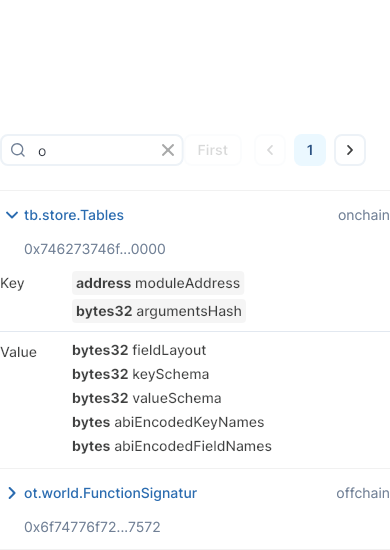 o First 1
tb.store.Tables onchain
0x746273746f...0000
Key address moduleAddress
bytes32 argumentsHash
Value bytes32 fieldLayout
bytes32 keySchema
bytes32 valueSchema
bytes abiEncodedKeyNames
bytes abiEncodedFieldNames
ot.world.FunctionSignatur offchain
0x6f74776f72...7572